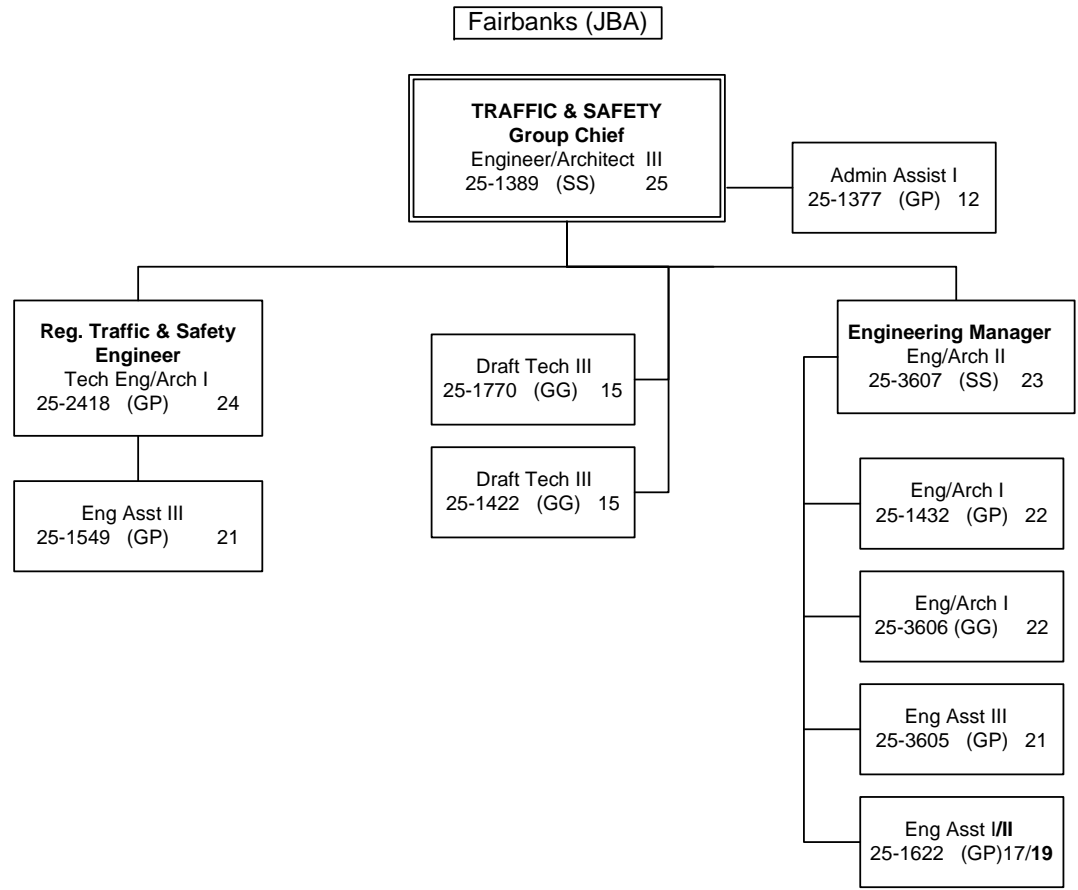 Fairbanks (JBA)
TRAFFIC & SAFETY
Group Chief
Engineer/Architect III
25-1389 (SS) 25
Admin Assist I
25-1377 (GP) 12
Reg. Traffic & Safety
Engineer
Tech Eng/Arch I
25-2418 (GP) 24
Eng Asst III
25-1549 (GP) 21
Draft Tech III
25-1770 (GG) 15
Draft Tech III
25-1422 (GG) 15
Engineering Manager
Eng/Arch II
25-3607 (SS) 23
Eng/Arch I
25-1432 (GP) 22
Eng/Arch I
25-3606 (GG) 22
Eng Asst III
25-3605 (GP) 21
Eng Asst I/II
25-1622 (GP)17/19